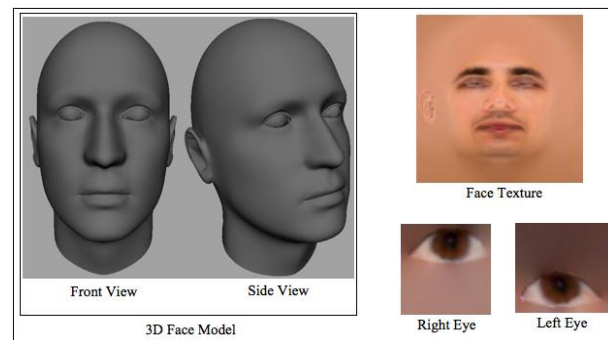 Front View
Side View
3D Face Model
Face Texture
Right Eye
Left Eye